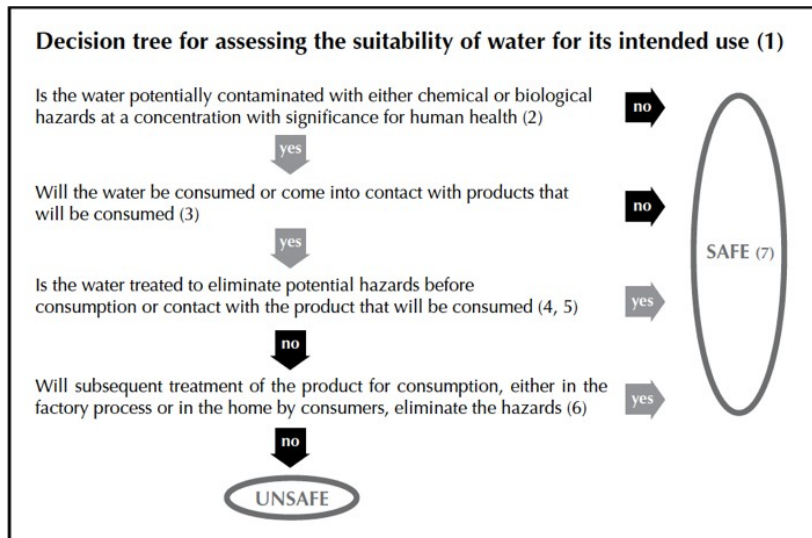 Decision tree for assessing the suitability of water for its intended use (1)
Is the water potentially contaminated with either chemical or biological
hazards at a concentration with significance for human health (2)
no
yes
Will the water be consumed or come into contact with products that
will be consumed (3)
no
yes
SAFE (7)
Is the water treated to eliminate potential hazards before
consumption or contact with the product that will be consumed (4, 5)
yes
no
Will subsequent treatment of the product for consumption, either in the
factory process or in the home by consumers, eliminate the hazards (6)
yes
no
UNSAFE